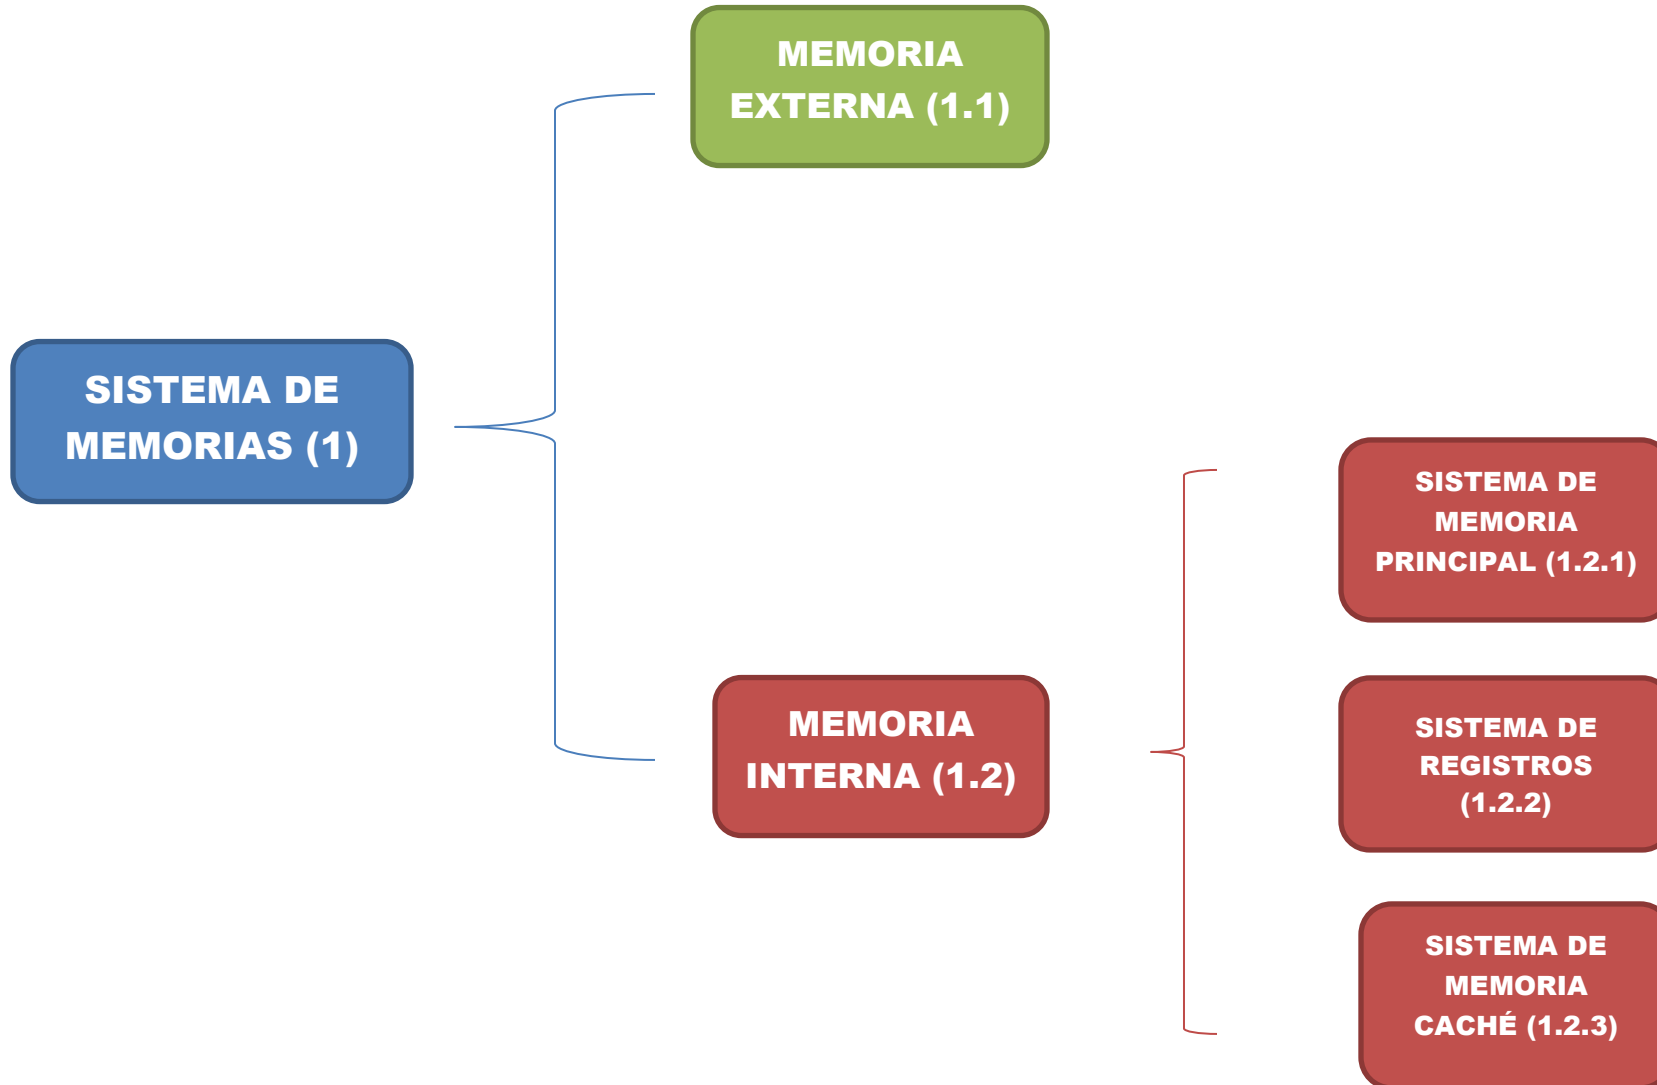 MEMORIA
EXTERNA (1.1)
SISTEMA DE
MEMORIAS (1)
SISTEMA DE
MEMORIA
PRINCIPAL (1.2.1)
MEMORIA
INTERNA (1.2)
SISTEMA DE
REGISTROS
(1.2.2)
SISTEMA DE
MEMORIA
CACHÉ (1.2.3)